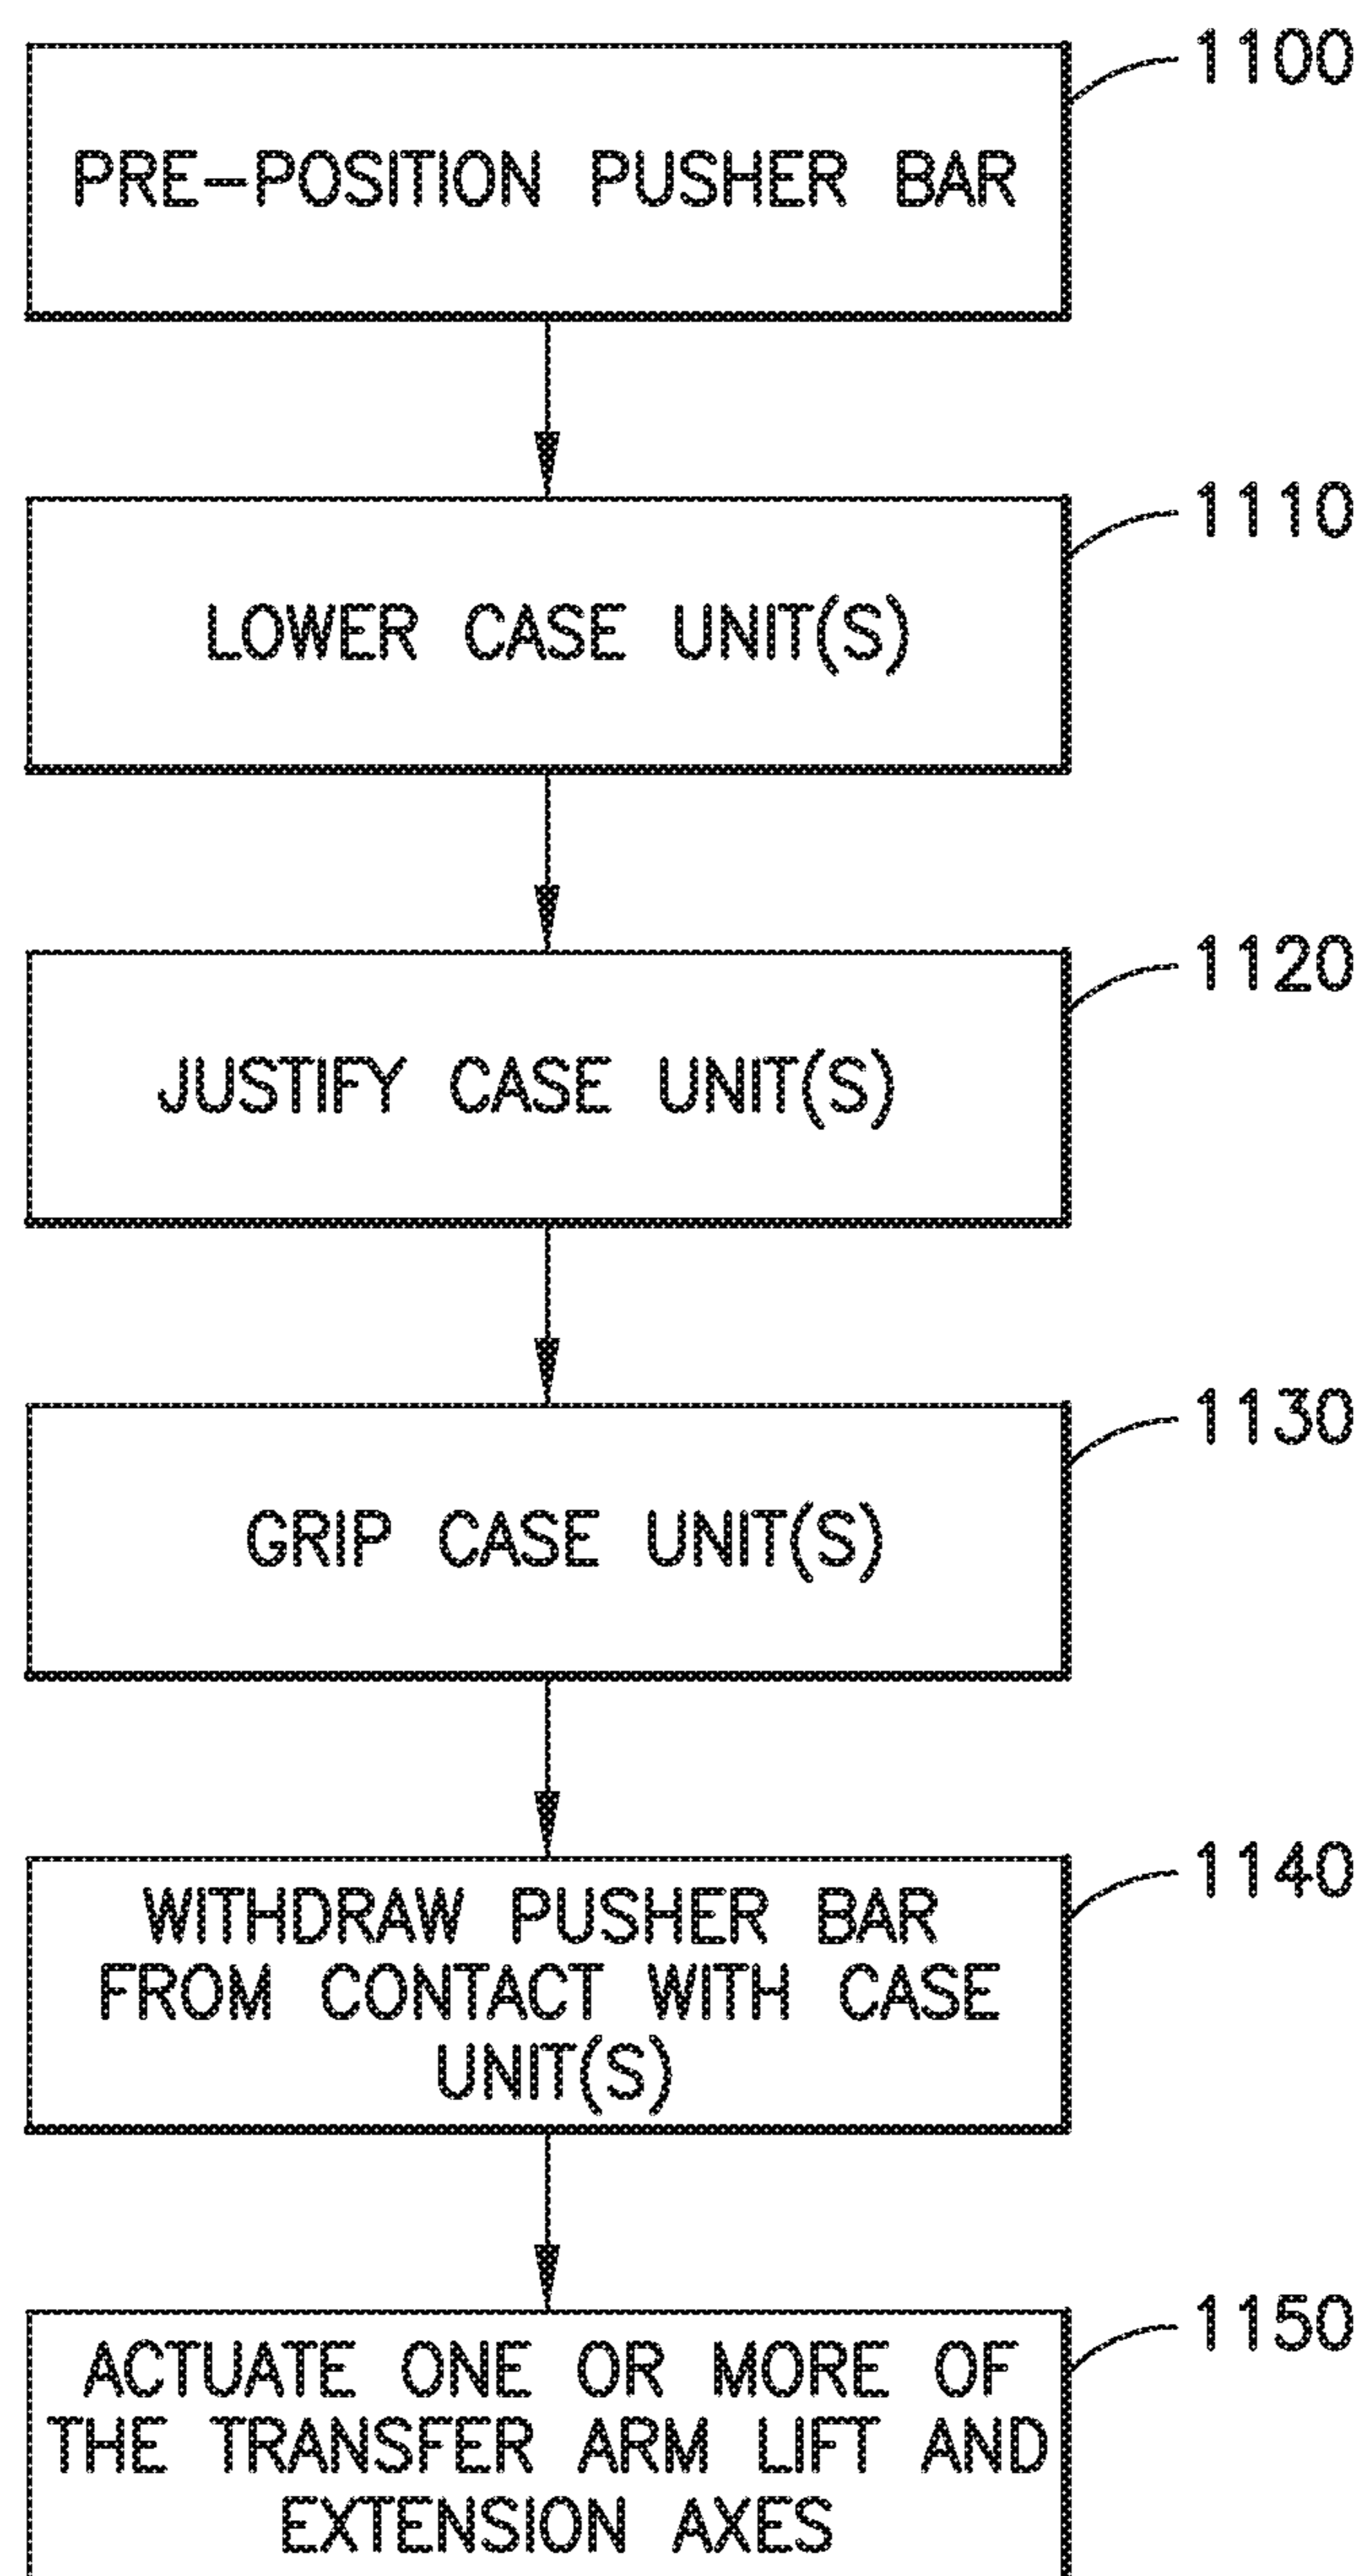 1100
PRE-POSITION PUSHER BAR
1110
LOWER CASE UNIT(S)
1120
JUSTIFY CASE UNIT(S)
1130
GRIP CASE UNIT(S)
1140
WITHDRAW PUSHER BAR
FROM CONTACT WITH CASE
UNIT(S)
1150
ACTUATE ONE OR MORE OF
THE TRANSFER ARM LIFT AND
EXTENSION AXES